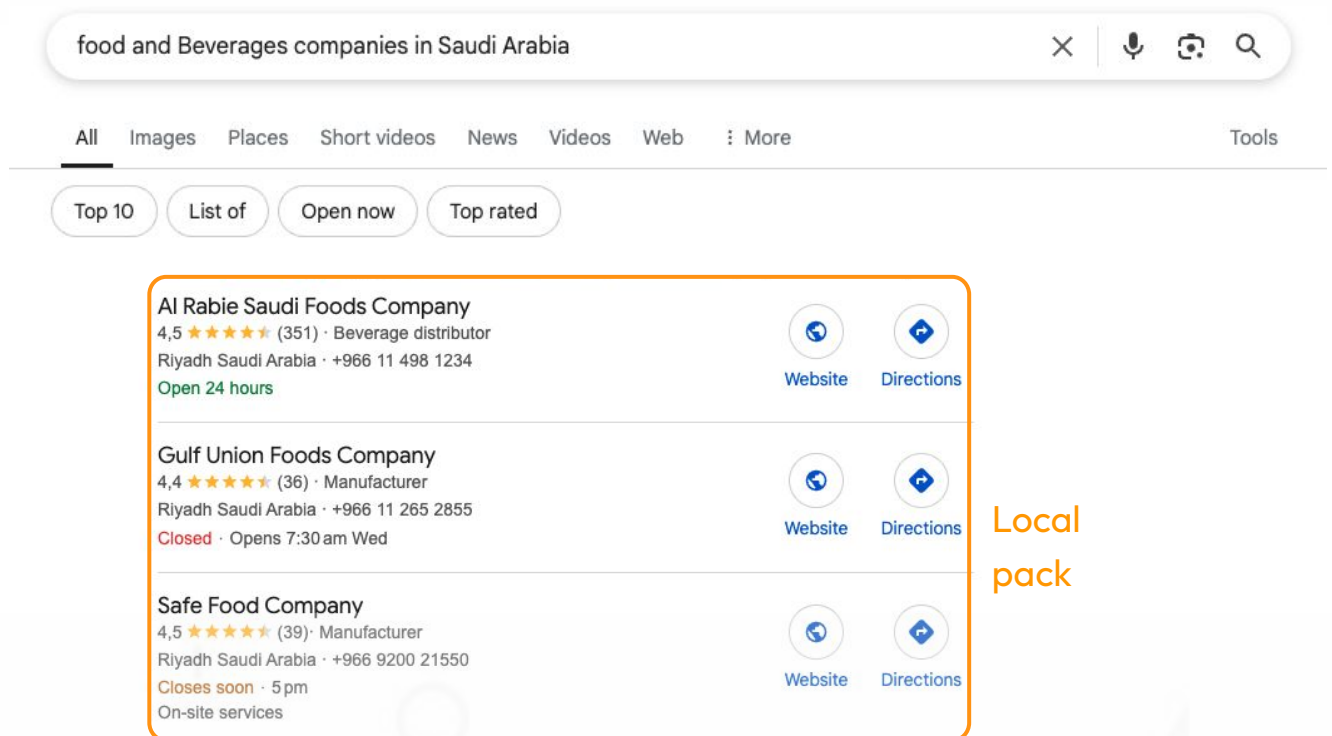 food and Beverages companies in Saudi Arabia
All Images Places Short videos News Videos Web More Tools
Top 10 List of Open now Top rated
Al Rabie Saudi Foods Company
4,5 (351) · Beverage distributor
Riyadh Saudi Arabia · +966 11 498 1234
Open 24 hours
Website Directions
Gulf Union Foods Company
4,4 (36) · Manufacturer
Riyadh Saudi Arabia · +966 11 265 2855
Closed · Opens 7:30 am Wed
Website Directions
Local
pack
Safe Food Company
4,5 (39)· Manufacturer
Riyadh Saudi Arabia · +966 9200 21550
Closes soon · 5 pm
On-site services
Website Directions